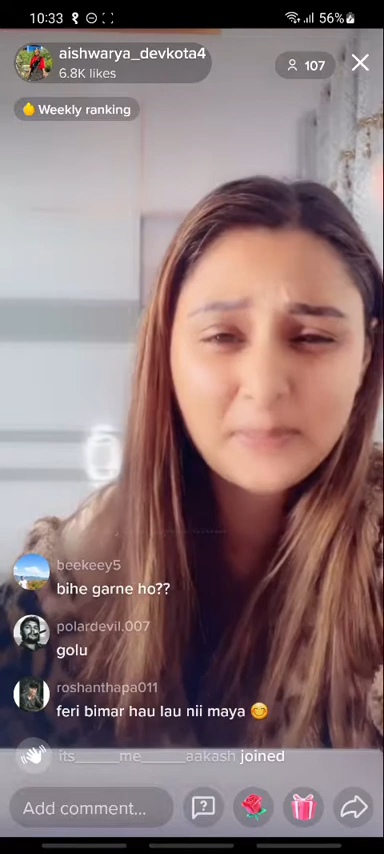 10:33
56%
aishwarya_devkota4
6.8K likes
107
Weekly ranking
beekeey5
bihe garne ho??
polardevil.007
golu
roshanthapa011
feri bimar hau lau nii maya 😊
its_____me_____aakash joined
Add comment...